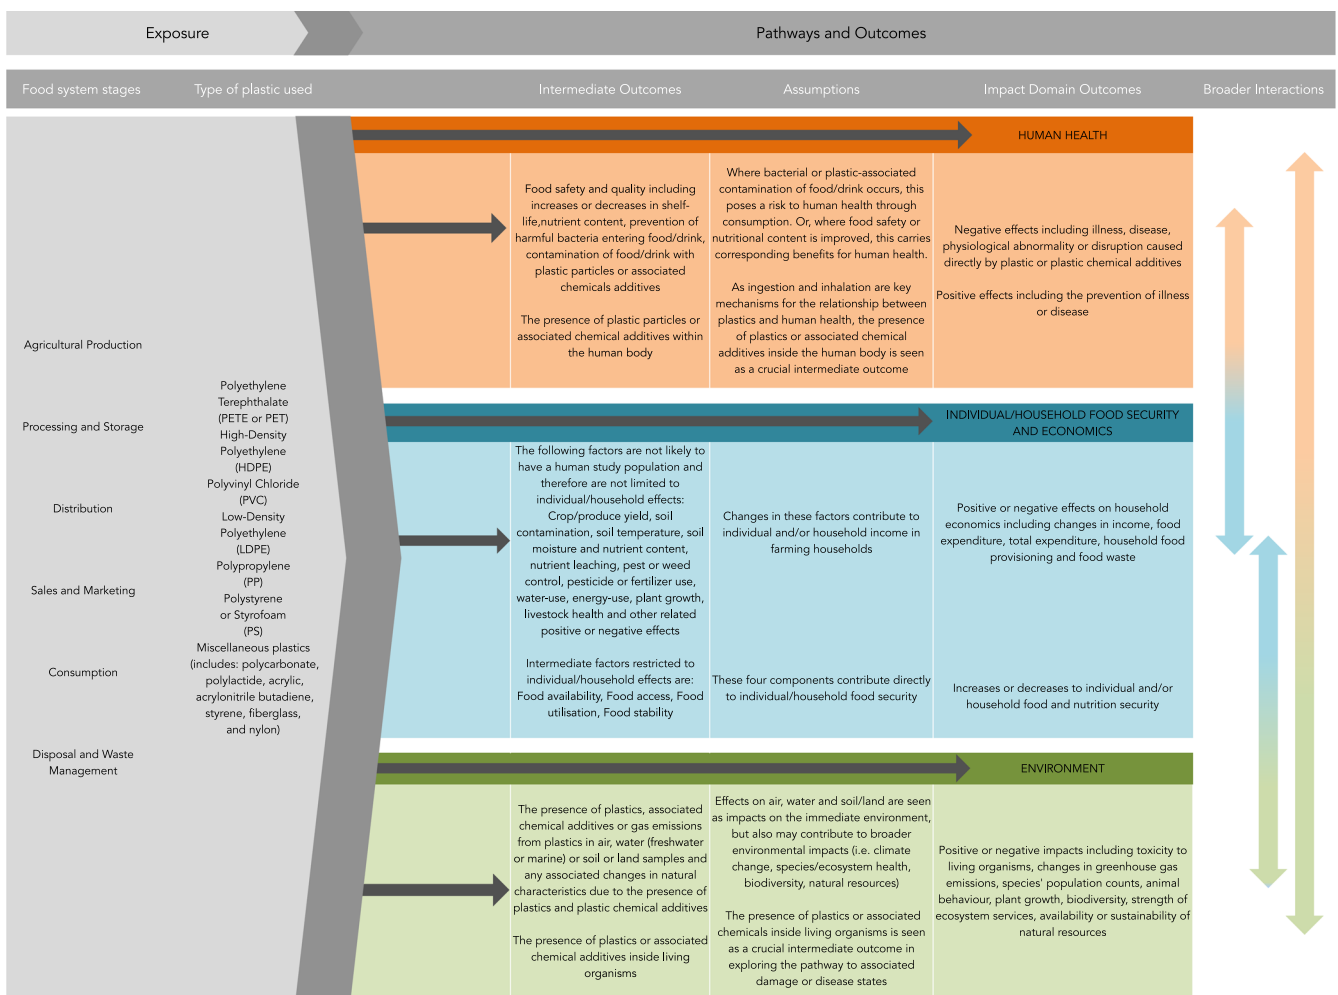 Exposure
Pathways and Outcomes
Food system stages
Type of plastic used
Intermediate Outcomes
Assumptions
Impact Domain Outcomes
Broader Interactions
Agricultural Production
Processing and Storage
Distribution
Sales and Marketing
Consumption
Disposal and Waste
Management
Polyethylene
Terephthalate
(PETE or PET)
High-Density
Polyethylene
(HDPE)
Polyvinyl Chloride
(PVC)
Low-Density
Polyethylene
(LDPE)
Polypropylene
(PP)
Polystyrene
or Styrofoam
(PS)
Miscellaneous plastics
(includes: polycarbonate,
polylactide, acrylic,
acrylonitrile butadiene,
styrene, fiberglass,
and nylon)
HUMAN HEALTH
Food safety and quality including
increases or decreases in shelf-
life,nutrient content, prevention of
harmful bacteria entering food/drink,
contamination of food/drink with
plastic particles or associated
chemicals additives
The presence of plastic particles or
associated chemical additives within
the human body
Where bacterial or plastic-associated
contamination of food/drink occurs, this
poses a risk to human health through
consumption. Or, where food safety or
nutritional content is improved, this carries
corresponding benefits for human health.
As ingestion and inhalation are key
mechanisms for the relationship between
plastics and human health, the presence
of plastics or associated chemical
additives inside the human body is seen
as a crucial intermediate outcome
Negative effects including illness, disease,
physiological abnormality or disruption caused
directly by plastic or plastic chemical additives
Positive effects including the prevention of illness
or disease
INDIVIDUAL/HOUSEHOLD FOOD SECURITY
AND ECONOMICS
The following factors are not likely to
have a human study population and
therefore are not limited to
individual/household effects:
Crop/produce yield, soil
contamination, soil temperature, soil
moisture and nutrient content,
nutrient leaching, pest or weed
control, pesticide or fertilizer use,
water-use, energy-use, plant growth,
livestock health and other related
positive or negative effects
Intermediate factors restricted to
individual/household effects are:
Food availability, Food access, Food
utilisation, Food stability
Changes in these factors contribute to
individual and/or household income in
farming households
These four components contribute directly
to individual/household food security
Positive or negative effects on household
economics including changes in income, food
expenditure, total expenditure, household food
provisioning and food waste
Increases or decreases to individual and/or
household food and nutrition security
ENVIRONMENT
The presence of plastics, associated
chemical additives or gas emissions
from plastics in air, water (freshwater
or marine) or soil or land samples and
any associated changes in natural
characteristics due to the presence of
plastics and plastic chemical additives
The presence of plastics or associated
chemical additives inside living
organisms
Effects on air, water and soil/land are seen
as impacts on the immediate environment,
but also may contribute to broader
environmental impacts (i.e. climate
change, species/ecosystem health,
biodiversity, natural resources)
The presence of plastics or associated
chemicals inside living organisms is seen
as a crucial intermediate outcome in
exploring the pathway to associated
damage or disease states
Positive or negative impacts including toxicity to
living organisms, changes in greenhouse gas
emissions, species' population counts, animal
behaviour, plant growth, biodiversity, strength of
ecosystem services, availability or sustainability of
natural resources